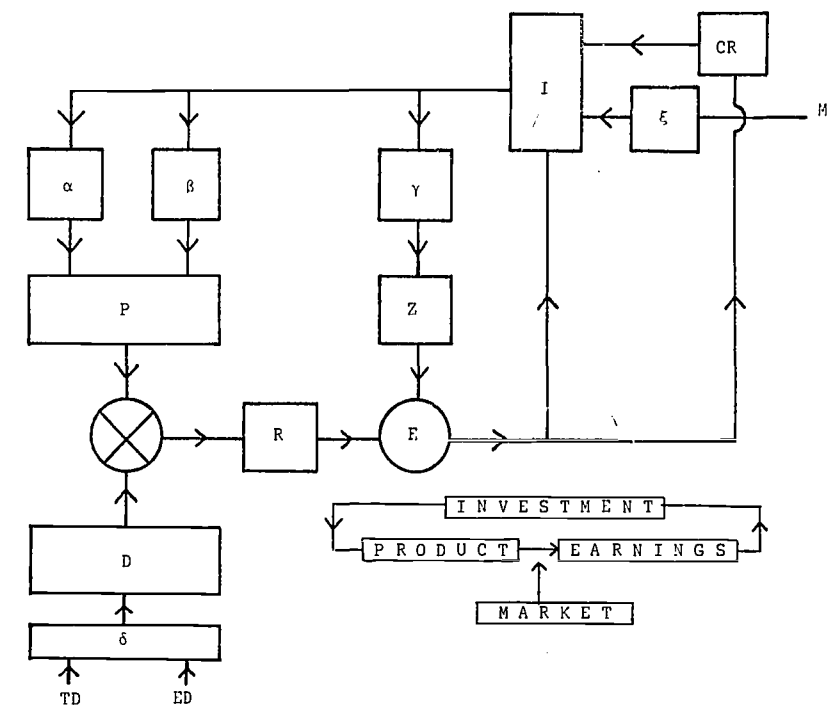 CR
I
ξ
M
α
β
γ
P
Z
R
E
D
INVESTMENT
PRODUCT
EARNINGS
MARKET
δ
TD
ED